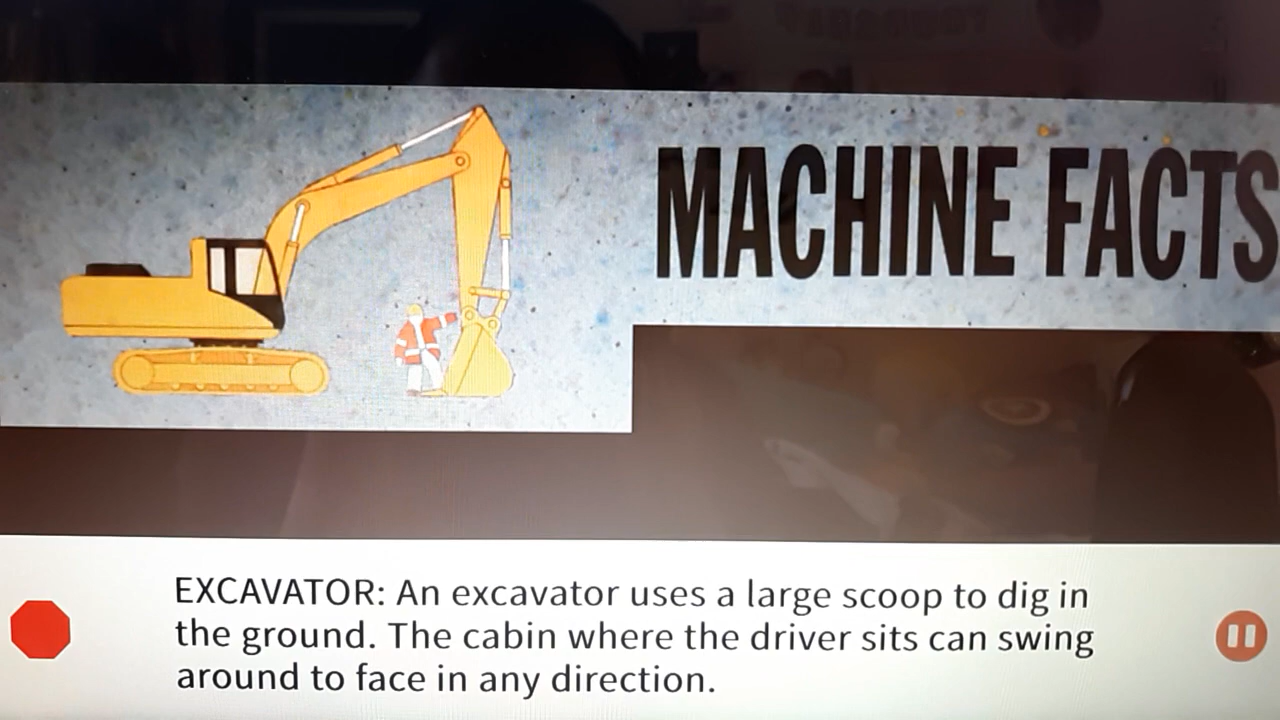 MACHINE FACTS
EXCAVATOR: An excavator uses a large scoop to dig in
the ground. The cabin where the driver sits can swing
around to face in any direction.